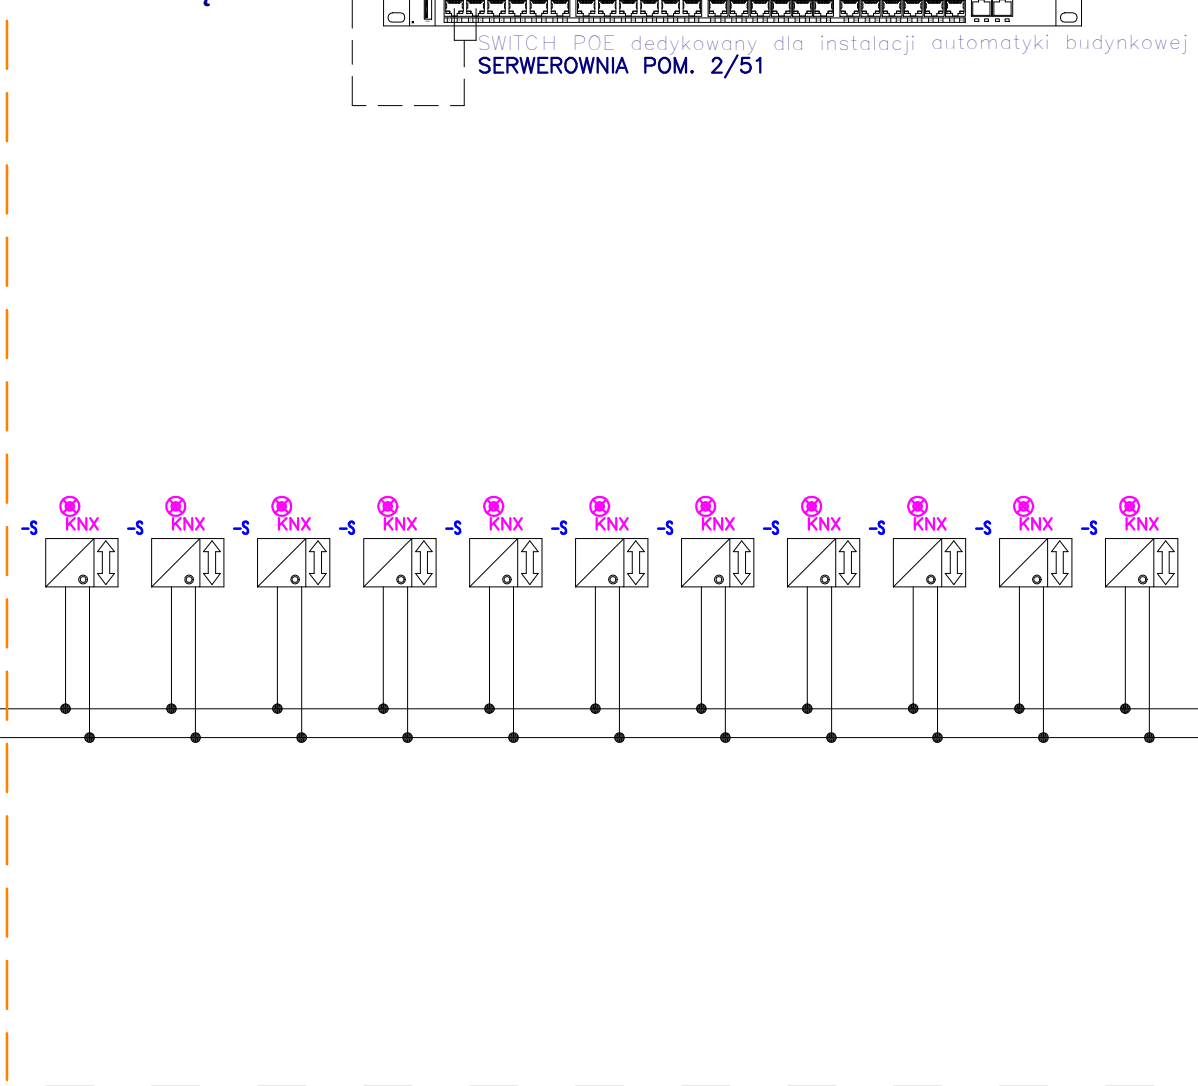 SWITCH POE dedykowany dla instalacji automatyki budynkowej
SERWEROWNIA POM. 2/51
KNX KNX KNX KNX KNX KNX KNX KNX KNX KNX KNX
-S -S -S -S -S -S -S -S -S -S -S